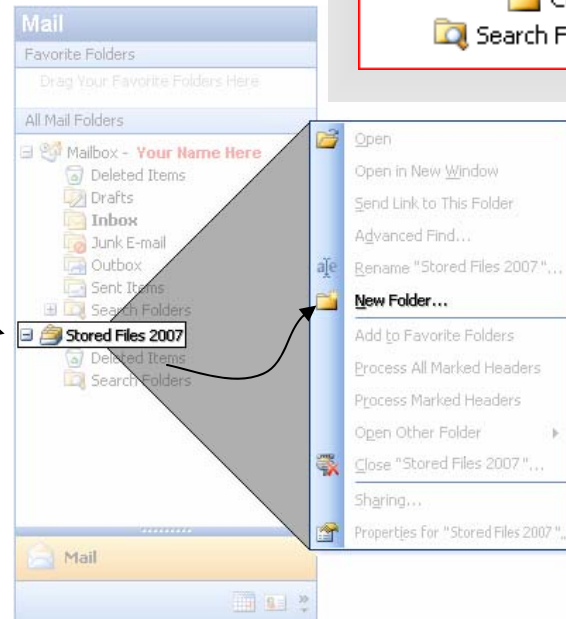 C
Search F
Mail
Favorite Folders
Drag Your Favorite Folders Here
All Mail Folders
Mailbox - Your Name Here
Deleted Items
Drafts
Inbox
Junk E-mail
Outbox
Sent Items
Search Folders
Stored Files 2007
Deleted Items
Search Folders
Mail
Open
Open in New Window
Send Link to This Folder
Advanced Find...
Rename "Stored Files 2007"...
New Folder...
Add to Favorite Folders
Process All Marked Headers
Process Marked Headers
Open Other Folder
Close "Stored Files 2007"...
Sharing...
Properties for "Stored Files 2007"...